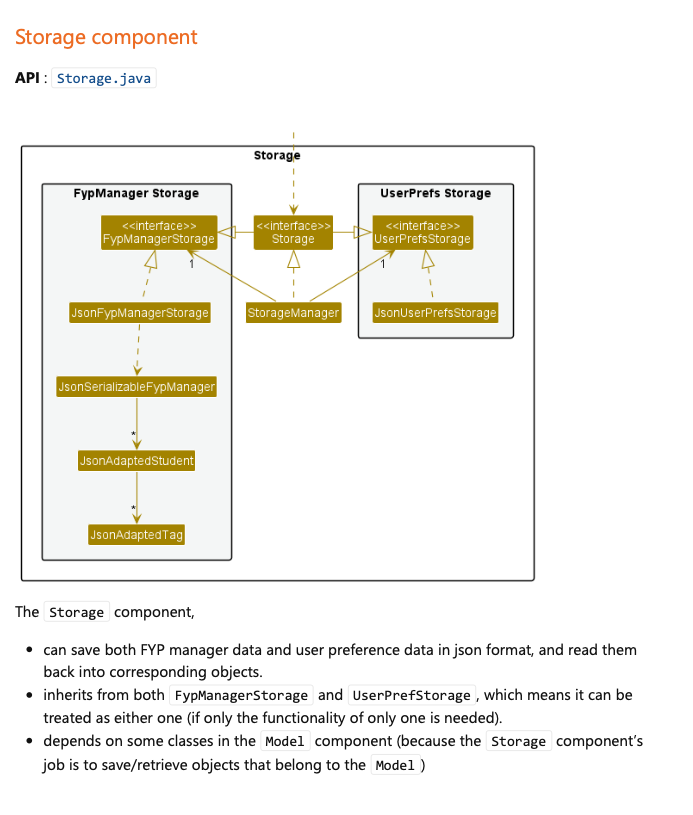 Storage component
API : Storage.java
Storage
FypManager Storage
UserPrefs Storage
<<interface>>
FypManagerStorage
<<interface>>
Storage
<<interface>>
UserPrefsStorage
1
1
JsonFypManagerStorage
StorageManager
JsonUserPrefsStorage
JsonSerializableFypManager
*
JsonAdaptedStudent
*
JsonAdaptedTag
The Storage component,
• can save both FYP manager data and user preference data in json format, and read them
back into corresponding objects.
• inherits from both FypManagerStorage and UserPrefStorage , which means it can be
treated as either one (if only the functionality of only one is needed).
• depends on some classes in the Model component (because the Storage component’s
job is to save/retrieve objects that belong to the Model )